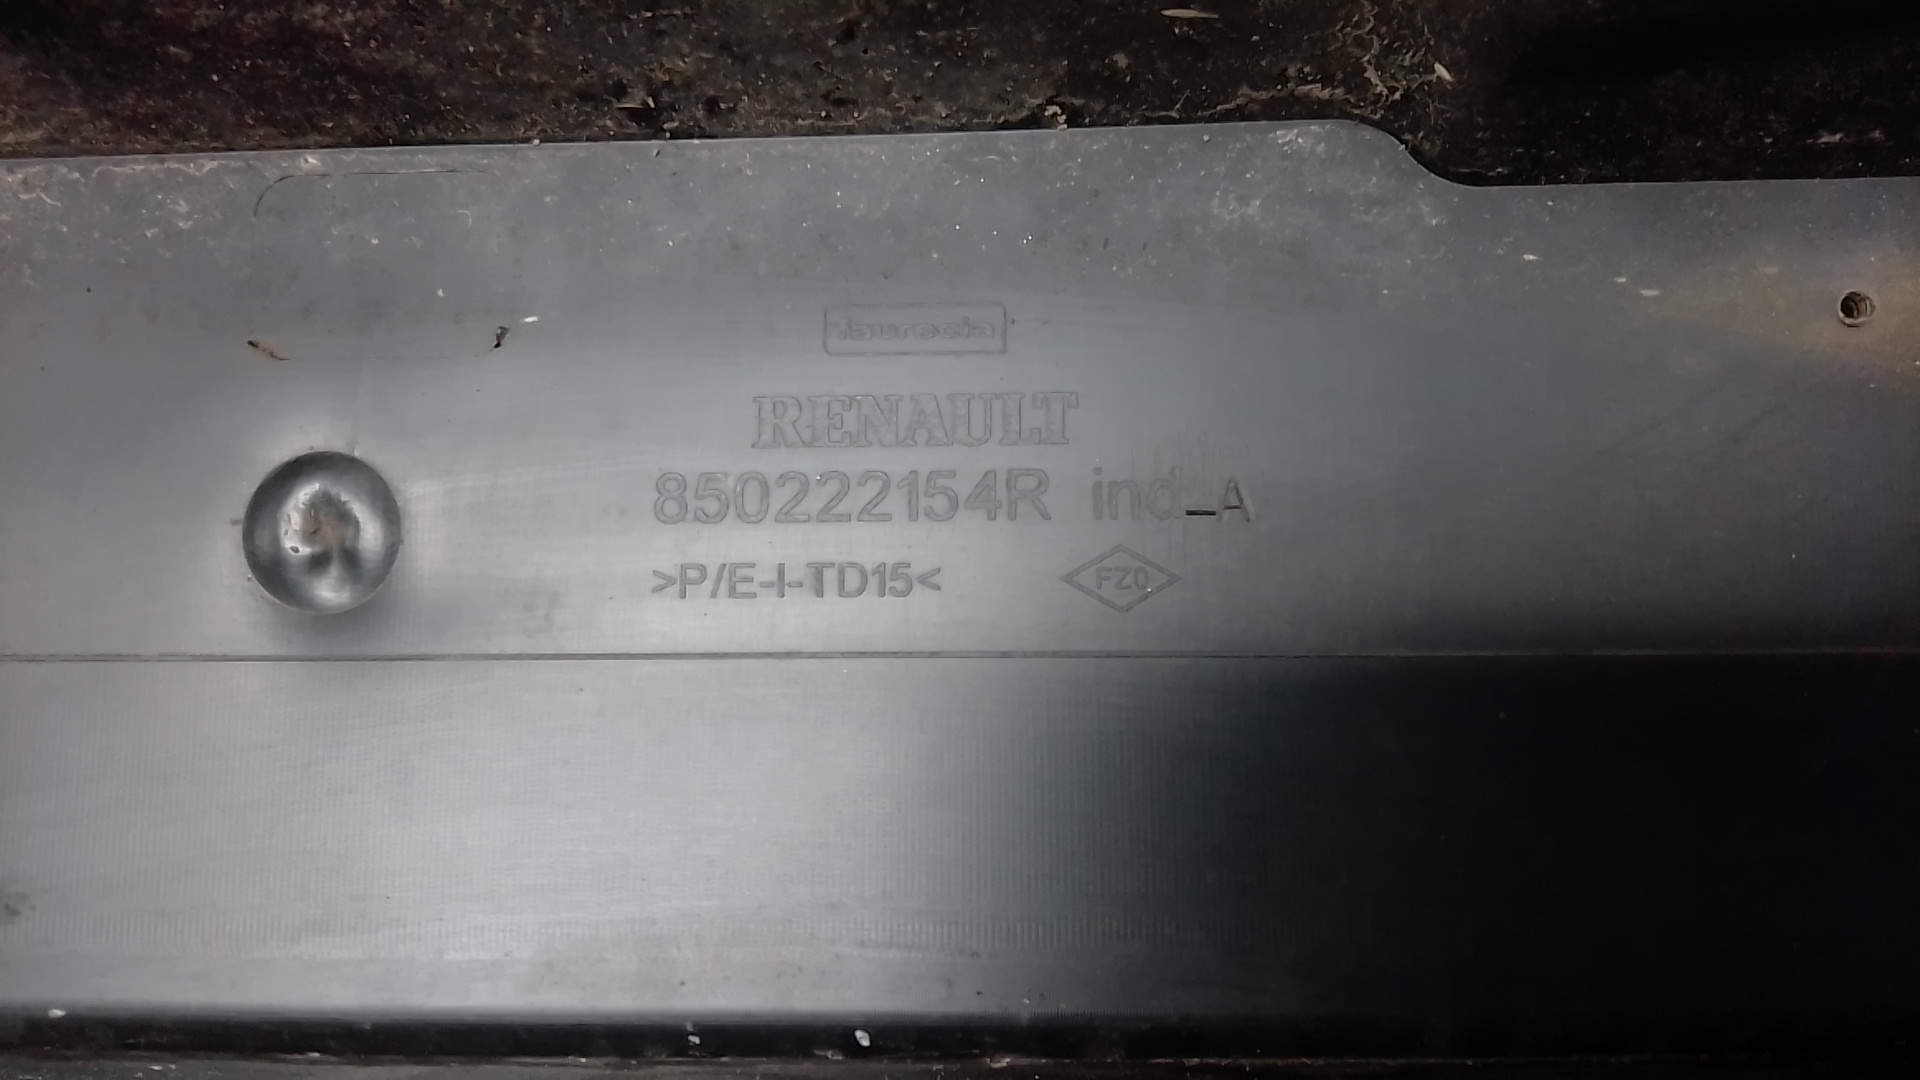 faurecia
RENAULT
850222154R ind_A
>P/E-I-TD15<
FZ0